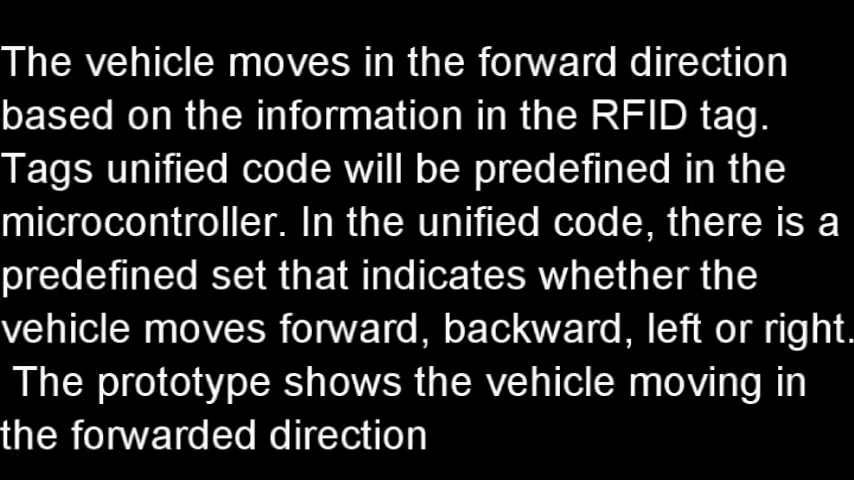 The vehicle moves in the forward direction
based on the information in the RFID tag.
Tags unified code will be predefined in the
microcontroller. In the unified code, there is a
predefined set that indicates whether the
vehicle moves forward, backward, left or right.
The prototype shows the vehicle moving in
the forwarded direction